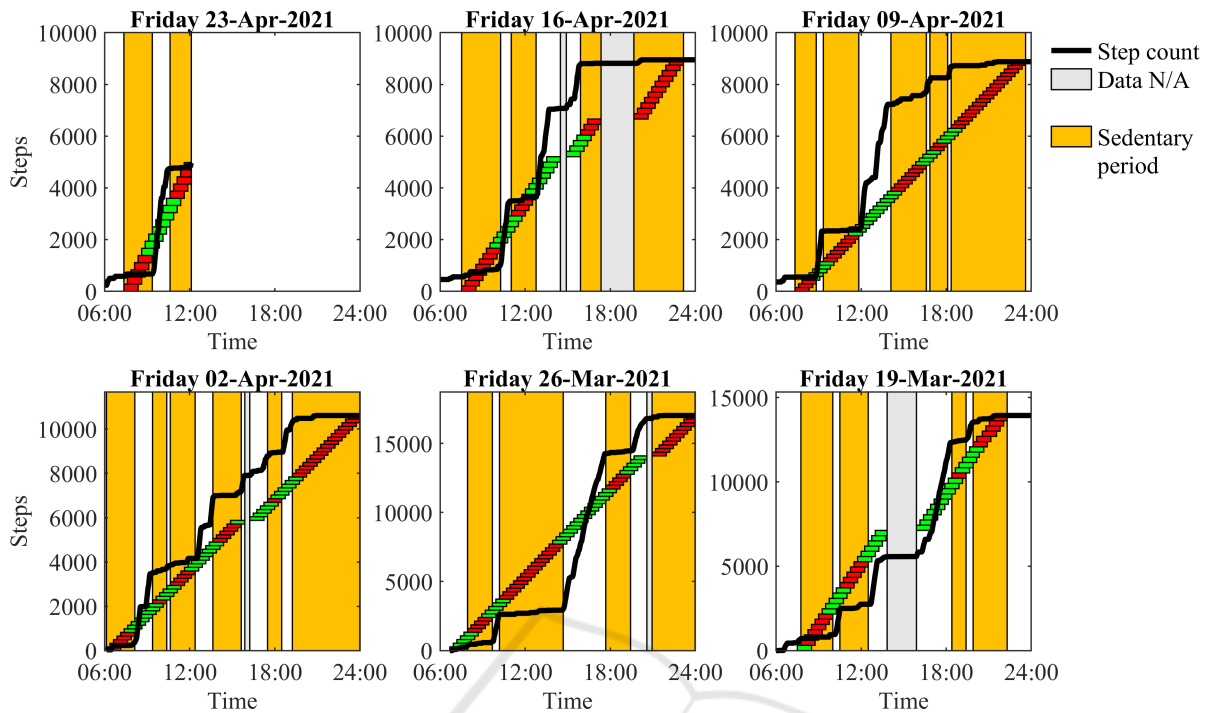 Friday 23-Apr-2021
Friday 16-Apr-2021
Friday 09-Apr-2021
Steps
10000
8000
6000
4000
2000
0
06:00 12:00 18:00 24:00
Time
10000
8000
6000
4000
2000
0
06:00 12:00 18:00 24:00
Time
10000
8000
6000
4000
2000
0
06:00 12:00 18:00 24:00
Time
Step count
Data N/A
Sedentary
period
Friday 02-Apr-2021
Friday 26-Mar-2021
Friday 19-Mar-2021
Steps
10000
8000
6000
4000
2000
0
06:00 12:00 18:00 24:00
Time
15000
10000
5000
0
06:00 12:00 18:00 24:00
Time
15000
10000
5000
0
06:00 12:00 18:00 24:00
Time